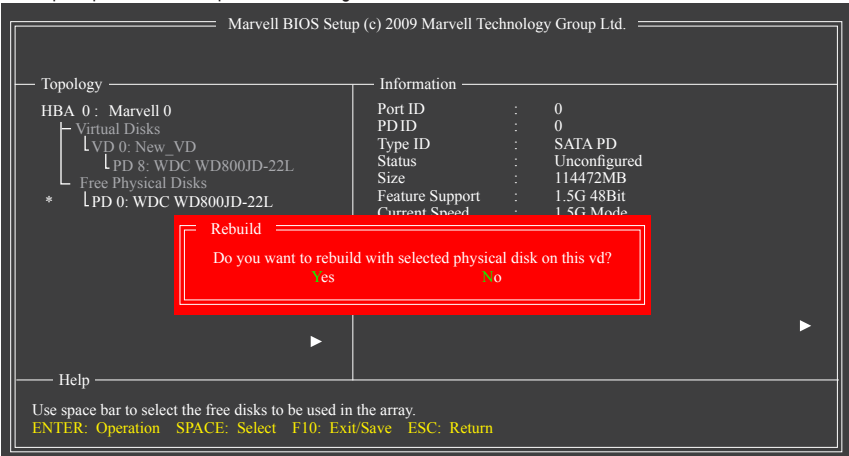 Marvell BIOS Setup (c) 2009 Marvell Technology Group Ltd.
Topology
HBA 0 : Marvell 0
Virtual Disks
VD 0: New_VD
PD 8: WDC WD800JD-22L
Free Physical Disks
* PD 0: WDC WD800JD-22L
Information
Port ID : 0
PD ID : 0
Type ID : SATA PD
Status : Unconfigured
Size : 114472MB
Feature Support : 1.5G 48Bit
Current Speed : 1.5G Mode
Rebuild
Do you want to rebuild with selected physical disk on this vd?
Yes No
Help
Use space bar to select the free disks to be used in the array.
ENTER: Operation SPACE: Select F10: Exit/Save ESC: Return